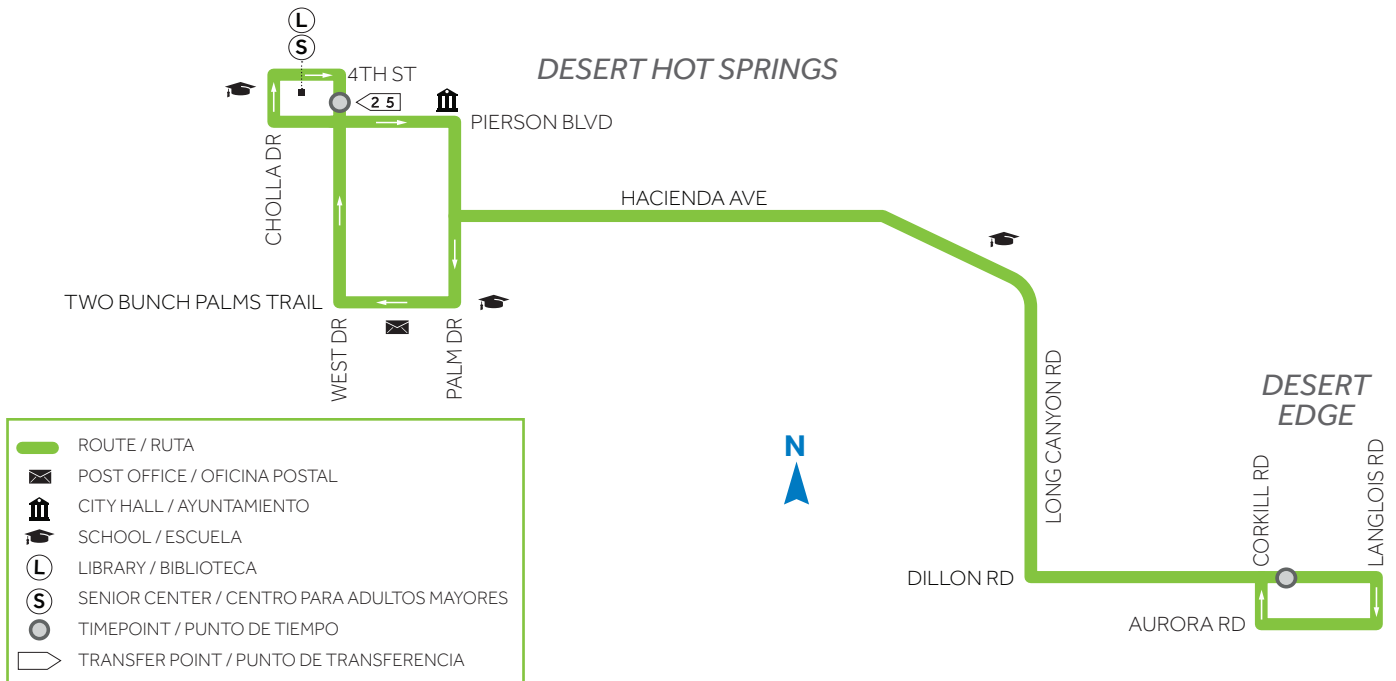 L
S
4TH ST
DESERT HOT SPRINGS
2 5
PIERSON BLVD
CHOLLA DR
HACIENDA AVE
TWO BUNCH PALMS TRAIL
WEST DR
PALM DR
LONG CANYON RD
DESERT
EDGE
N
CORKILL RD
LANGLOIS RD
DILLON RD
AURORA RD
ROUTE / RUTA
POST OFFICE / OFICINA POSTAL
CITY HALL / AYUNTAMIENTO
SCHOOL / ESCUELA
L LIBRARY / BIBLIOTECA
S SENIOR CENTER / CENTRO PARA ADULTOS MAYORES
TIMEPOINT / PUNTO DE TIEMPO
TRANSFER POINT / PUNTO DE TRANSFERENCIA